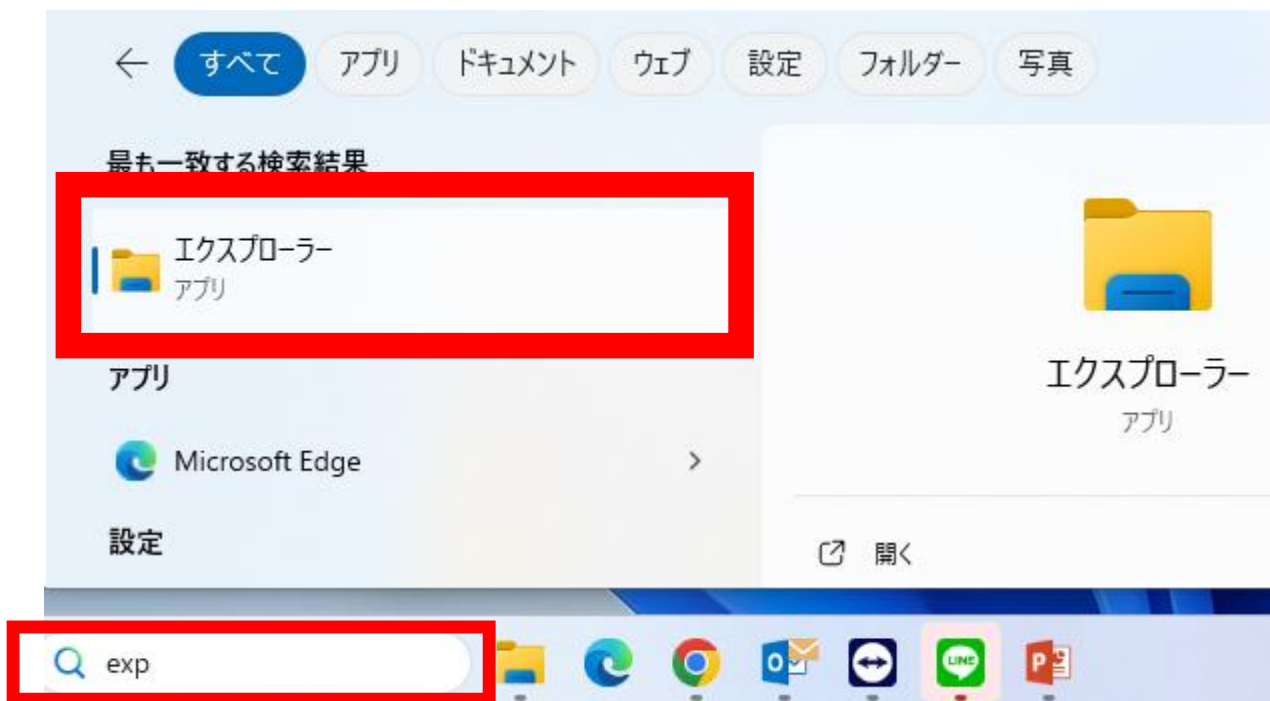 すべて アプリ ドキュメント ウェブ 設定 フォルダー 写真
最も一致する検索結果
エクスプローラー
アプリ
アプリ
Microsoft Edge
設定
エクスプローラー
アプリ
開く
exp
LINE